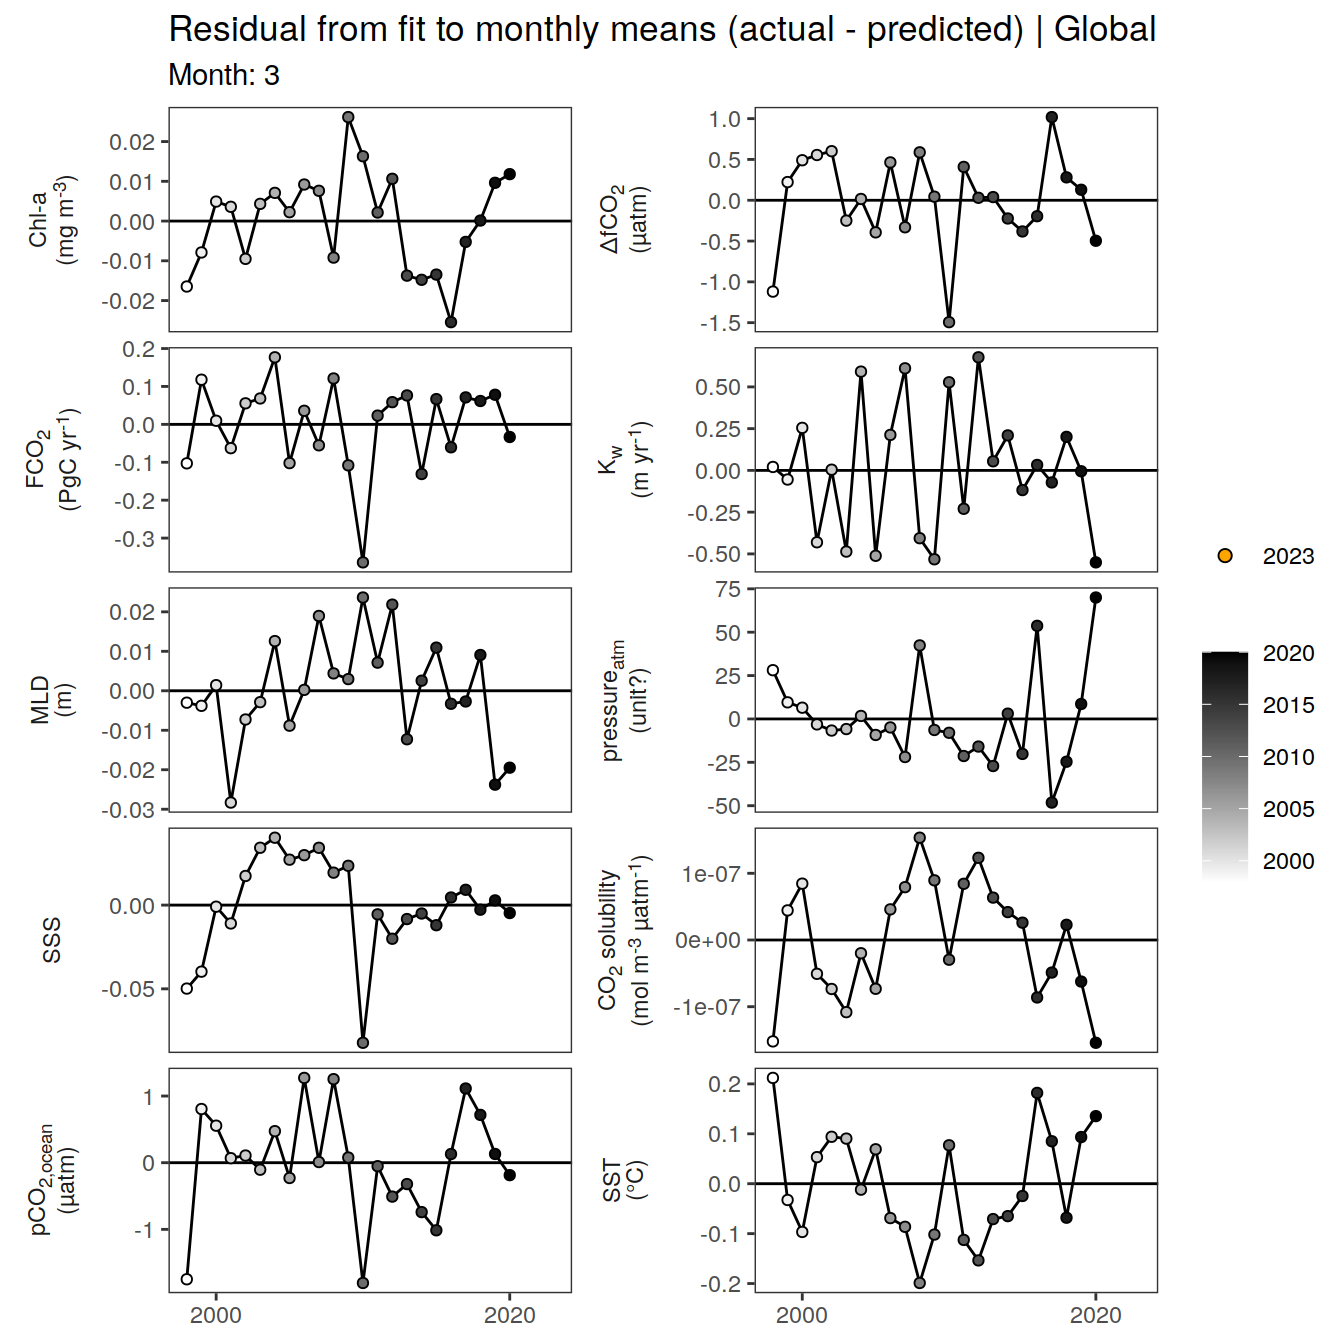 Residual from fit to monthly means (actual - predicted) | Global
Month: 3
Chl-a
(mg m-3)
0.02
0.01
0.00
-0.01
-0.02
ΔfCO2
(µatm)
1.0
0.5
0.0
-0.5
-1.0
-1.5
FCO2
(PgC yr-1)
0.2
0.1
0.0
-0.1
-0.2
-0.3
Kw
(m yr-1)
0.50
0.25
0.00
-0.25
-0.50
MLD
(m)
0.02
0.01
0.00
-0.01
-0.02
-0.03
pressureatm
(unit?)
75
50
25
0
-25
-50
SSS
0.00
-0.05
CO2 solubility
(mol m-3 µatm-1)
1e-07
0e+00
-1e-07
pCO2,ocean
(µatm)
1
0
-1
2000
2020
SST
(°C)
0.2
0.1
0.0
-0.1
-0.2
2000
2020
2023
2020
2015
2010
2005
2000